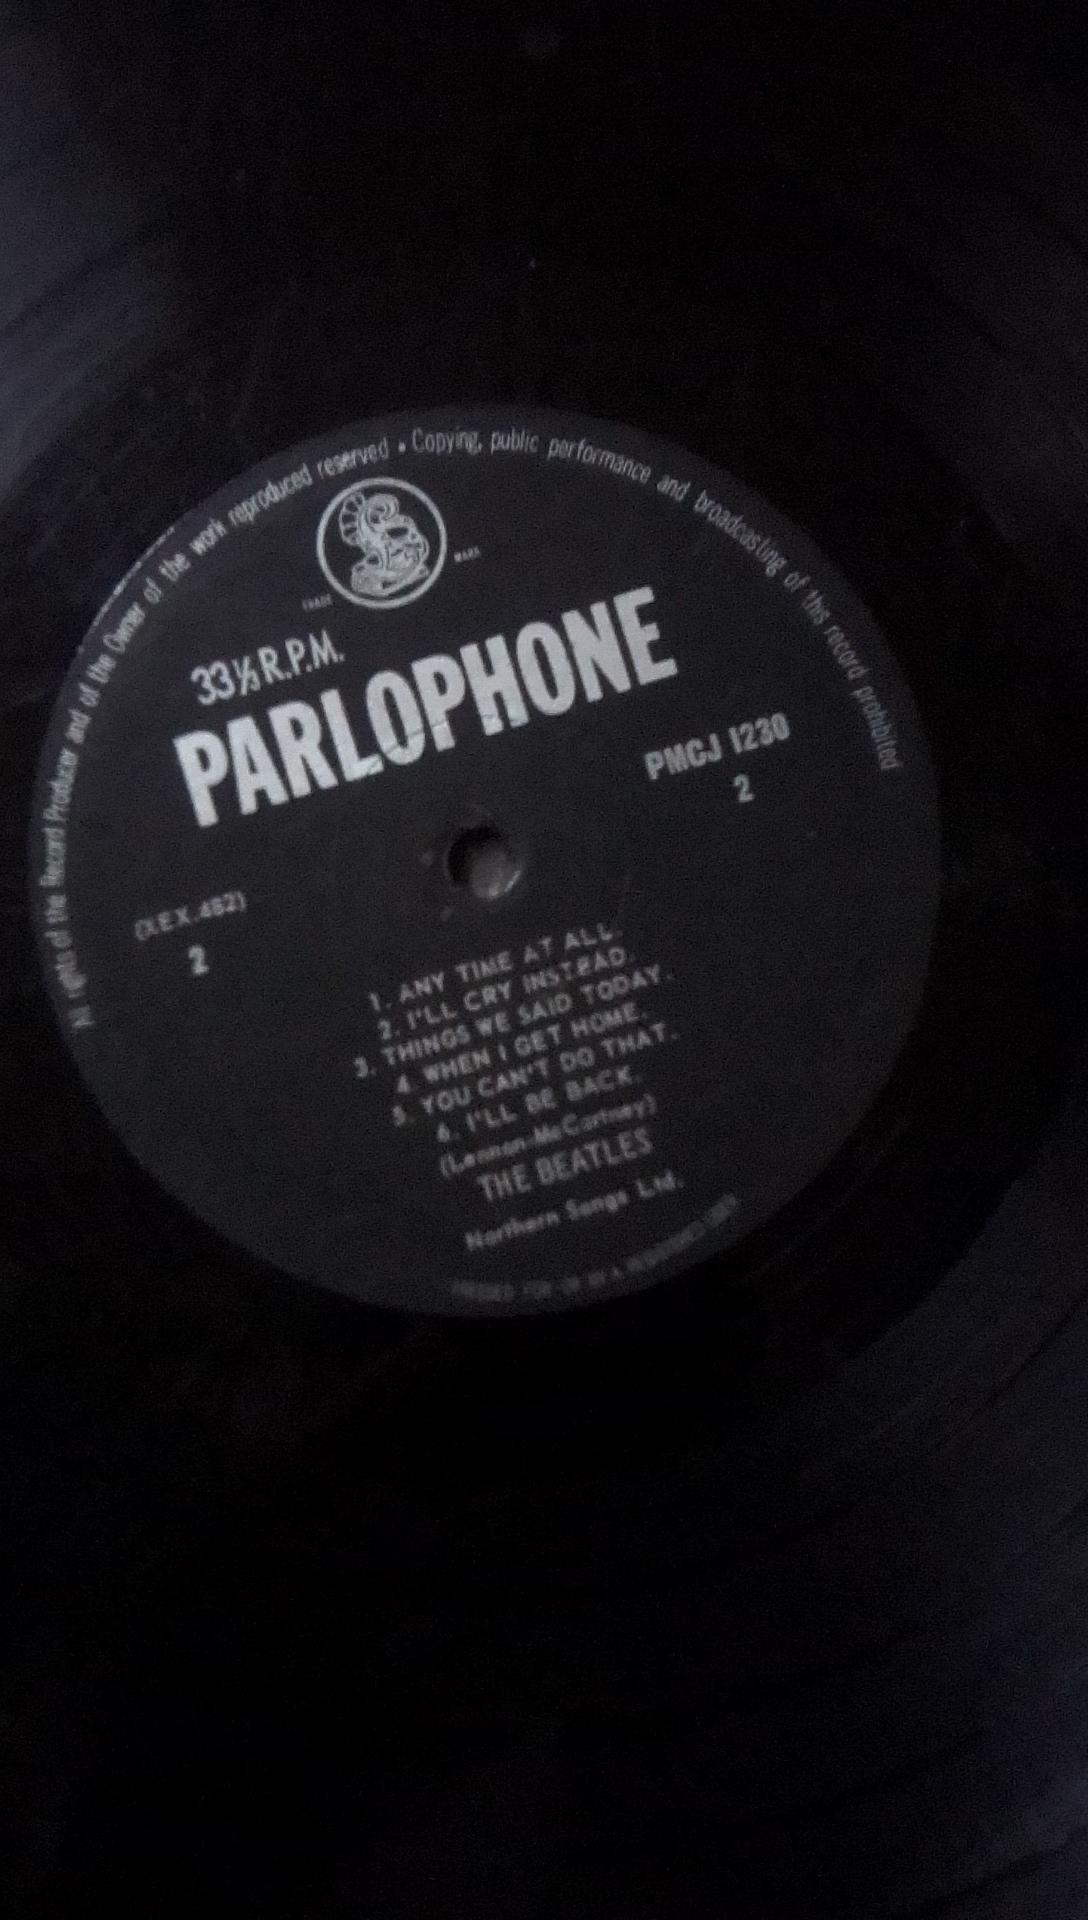 All rights of the Record Producer and of the Owner of the work reproduced reserved • Copying, public performance and broadcasting of this record prohibited
TRADE MARK
33⅓ R.P.M.
PARLOPHONE
PMCJ 1230
2
(XEX.482)
2
1. ANY TIME AT ALL.
2. I'LL CRY INSTEAD.
3. THINGS WE SAID TODAY.
4. WHEN I GET HOME.
5. YOU CAN'T DO THAT.
6. I'LL BE BACK.
(Lennon-McCartney)
THE BEATLES
Northern Songs Ltd.